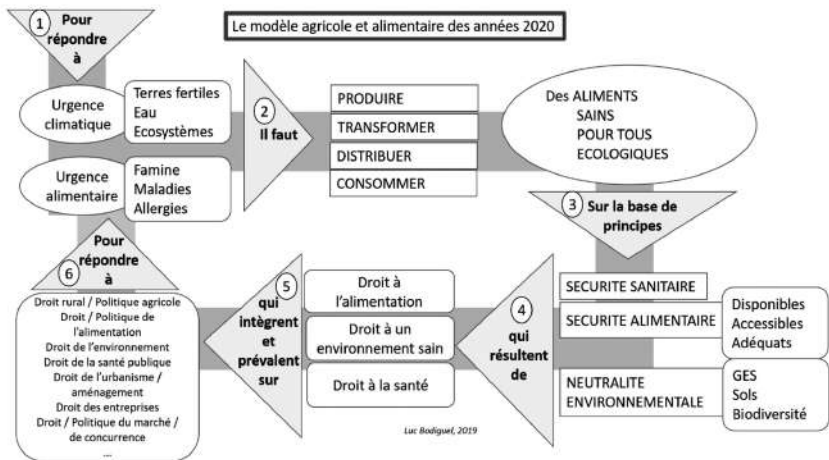 Le modèle agricole et alimentaire des années 2020
1
Pour
répondre
à
Urgence
climatique
Terres fertiles
Eau
Ecosystèmes
Urgence
alimentaire
Famine
Maladies
Allergies
2
Il faut
PRODUIRE
TRANSFORMER
DISTRIBUER
CONSOMMER
Des ALIMENTS
SAINS
POUR TOUS
ECOLOGIQUES
3
Sur la base de
principes
SECURITE SANITAIRE
SECURITE ALIMENTAIRE
Disponibles
Accessibles
Adéquats
NEUTRALITE
ENVIRONNEMENTALE
GES
Sols
Biodiversité
4
qui
résultent
de
Droit à
l'alimentation
Droit à un
environnement sain
Droit à la santé
5
qui
intègrent et
prévalent sur
6
Pour
répondre
à
Droit rural / Politique agricole
Droit / Politique de
l'alimentation
Droit de l'environnement
Droit de la santé publique
Droit de l'urbanisme /
aménagement
Droit des entreprises
Droit / Politique du marché /
de concurrence
...
Luc Bodiguel, 2019